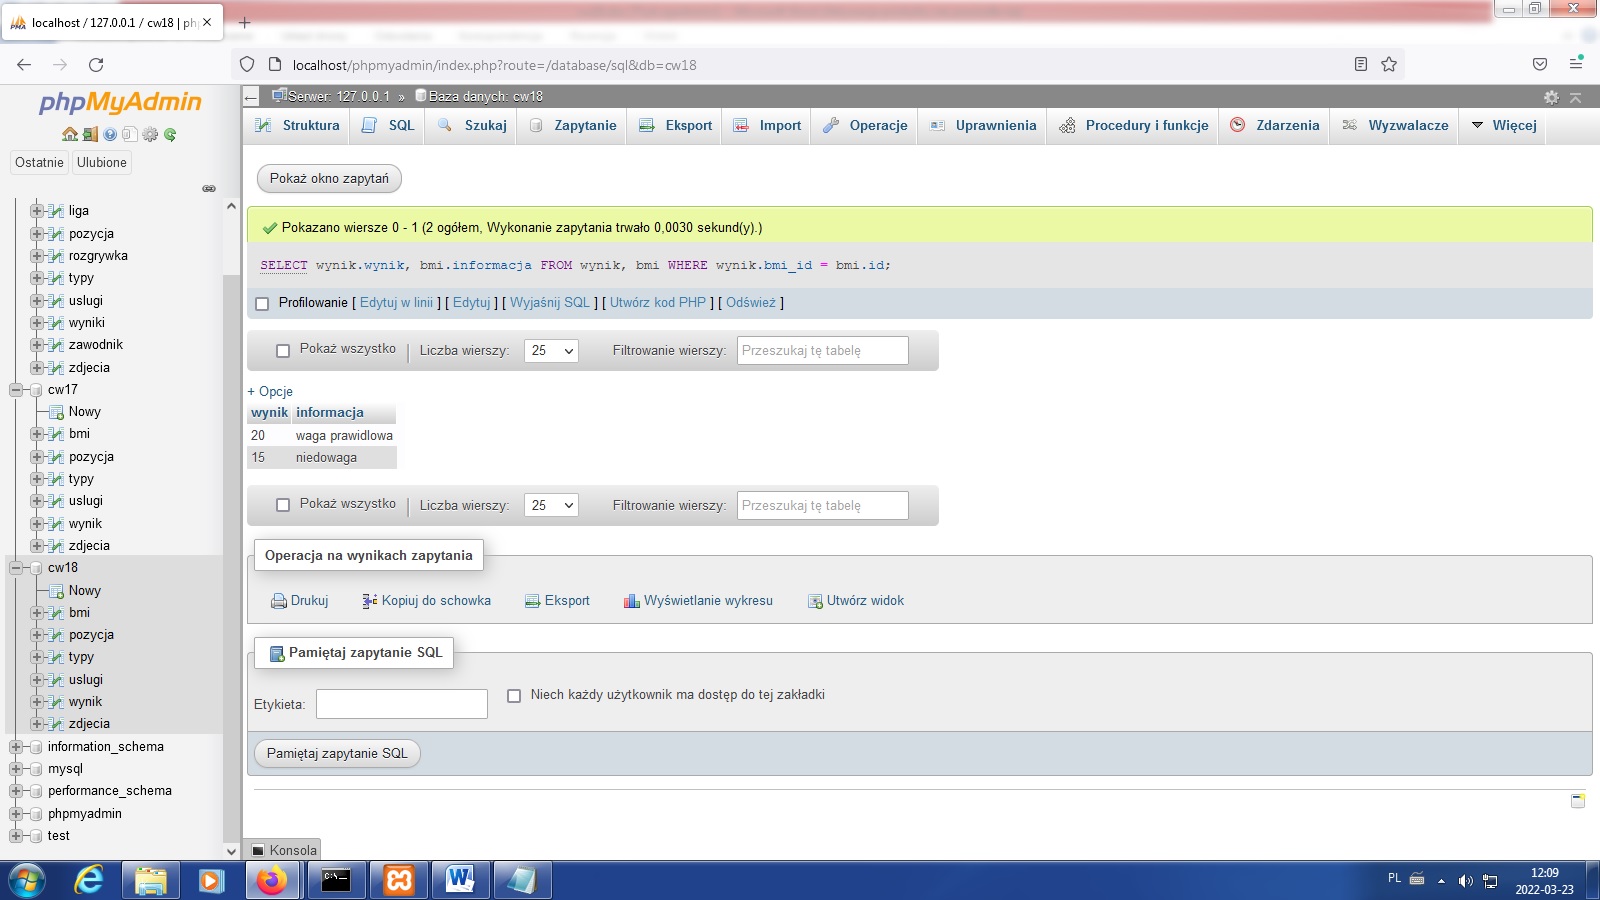 localhost / 127.0.0.1 / cw18 | ph
localhost/phpmyadmin/index.php?route=/database/sql&db=cw18
phpMyAdmin
Ostatnie Ulubione
liga
pozycja
rozgrywka
typy
uslugi
wyniki
zawodnik
zdjecia
cw17
Nowy
bmi
pozycja
typy
uslugi
wynik
zdjecia
cw18
Nowy
bmi
pozycja
typy
uslugi
wynik
zdjecia
information_schema
mysql
performance_schema
phpmyadmin
test
Serwer: 127.0.0.1 » Baza danych: cw18
Struktura SQL Szukaj Zapytanie Eksport Import Operacje Uprawnienia Procedury i funkcje Zdarzenia Wyzwalacze Więcej
Pokaż okno zapytań
Pokazano wiersze 0 - 1 (2 ogółem, Wykonanie zapytania trwało 0,0030 sekund(y).)
SELECT wynik.wynik, bmi.informacja FROM wynik, bmi WHERE wynik.bmi_id = bmi.id;
Profilowanie [ Edytuj w linii ] [ Edytuj ] [ Wyjaśnij SQL ] [ Utwórz kod PHP ] [ Odśwież ]
Pokaż wszystko | Liczba wierszy: 25 Filtrowanie wierszy: Przeszukaj tę tabelę
+ Opcje
wynik informacja
20 waga prawidlowa
15 niedowaga
Pokaż wszystko | Liczba wierszy: 25 Filtrowanie wierszy: Przeszukaj tę tabelę
Operacja na wynikach zapytania
Drukuj Kopiuj do schowka Eksport Wyświetlanie wykresu Utwórz widok
Pamiętaj zapytanie SQL
Etykieta: Niech każdy użytkownik ma dostęp do tej zakładki
Pamiętaj zapytanie SQL
Konsola
PL 12:09
2022-03-23